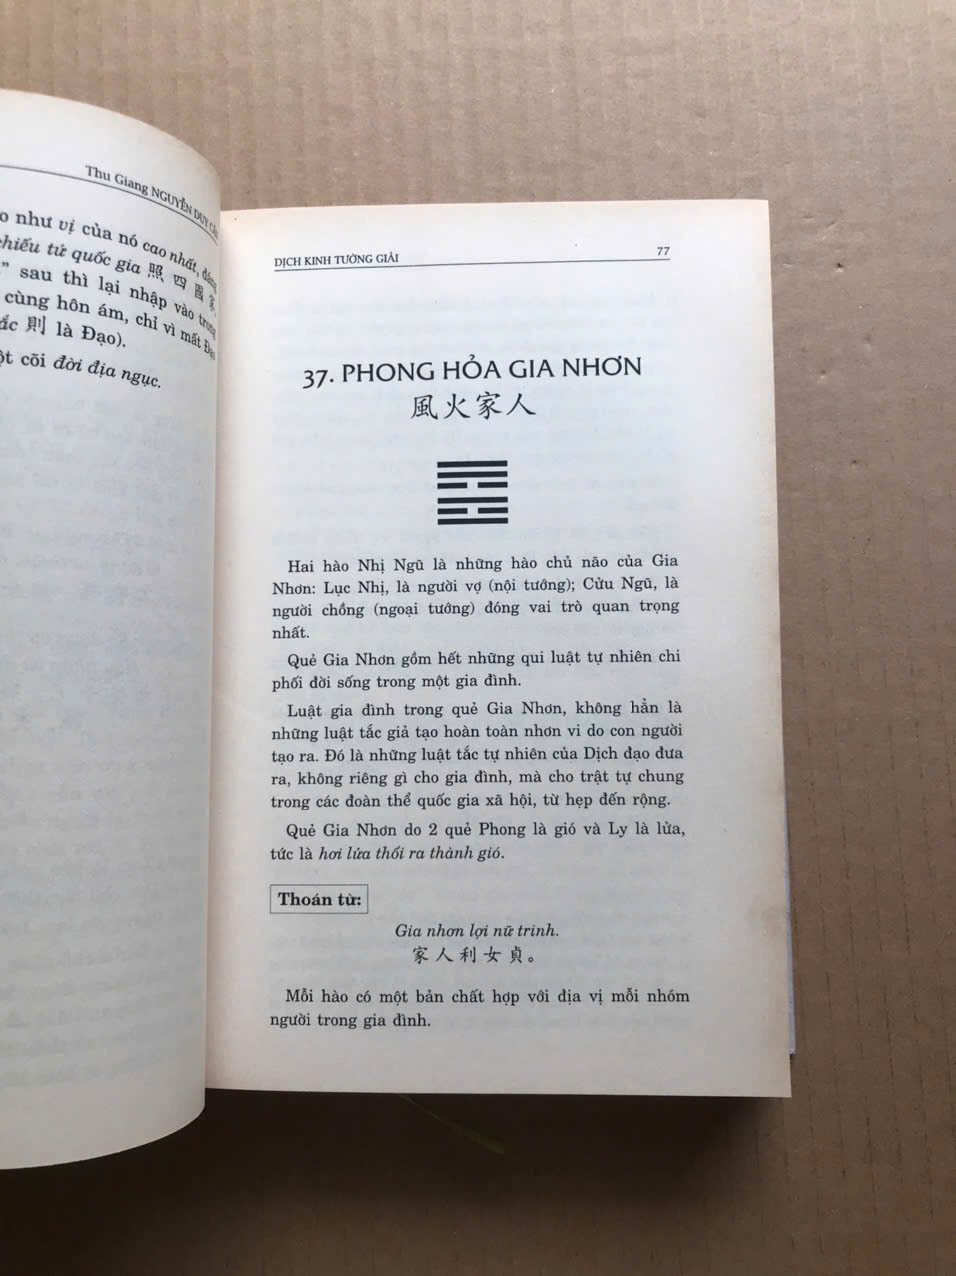 Thu Giang NGUYỄN DUY
như vị của nó cao nhất, đáng
chiếu tứ quốc gia 照四國家,
" sau thì lại nhập vào trong
cùng hôn ám, chỉ vì mất Đạo
ắc 則 là Đạo).
cõi đời địa ngục.
DỊCH KINH TƯỜNG GIẢI 77
37. PHONG HỎA GIA NHƠN
風火家人
Hai hào Nhị Ngũ là những hào chủ não của Gia
Nhơn: Lục Nhị, là người vợ (nội tướng); Cửu Ngũ, là
người chồng (ngoại tướng) đóng vai trò quan trọng
nhất.
Quẻ Gia Nhơn gồm hết những qui luật tự nhiên chi
phối đời sống trong một gia đình.
Luật gia đình trong quẻ Gia Nhơn, không hẳn là
những luật tắc giả tạo hoàn toàn nhơn vi do con người
tạo ra. Đó là những luật tắc tự nhiên của Dịch đạo đưa
ra, không riêng gì cho gia đình, mà cho trật tự chung
trong các đoàn thể quốc gia xã hội, từ hẹp đến rộng.
Quẻ Gia Nhơn do 2 quẻ Phong là gió và Ly là lửa,
tức là hơi lửa thổi ra thành gió.
Thoán từ:
Gia nhơn lợi nữ trinh.
家人利女貞。
Mỗi hào có một bản chất hợp với địa vị mỗi nhóm
người trong gia đình.